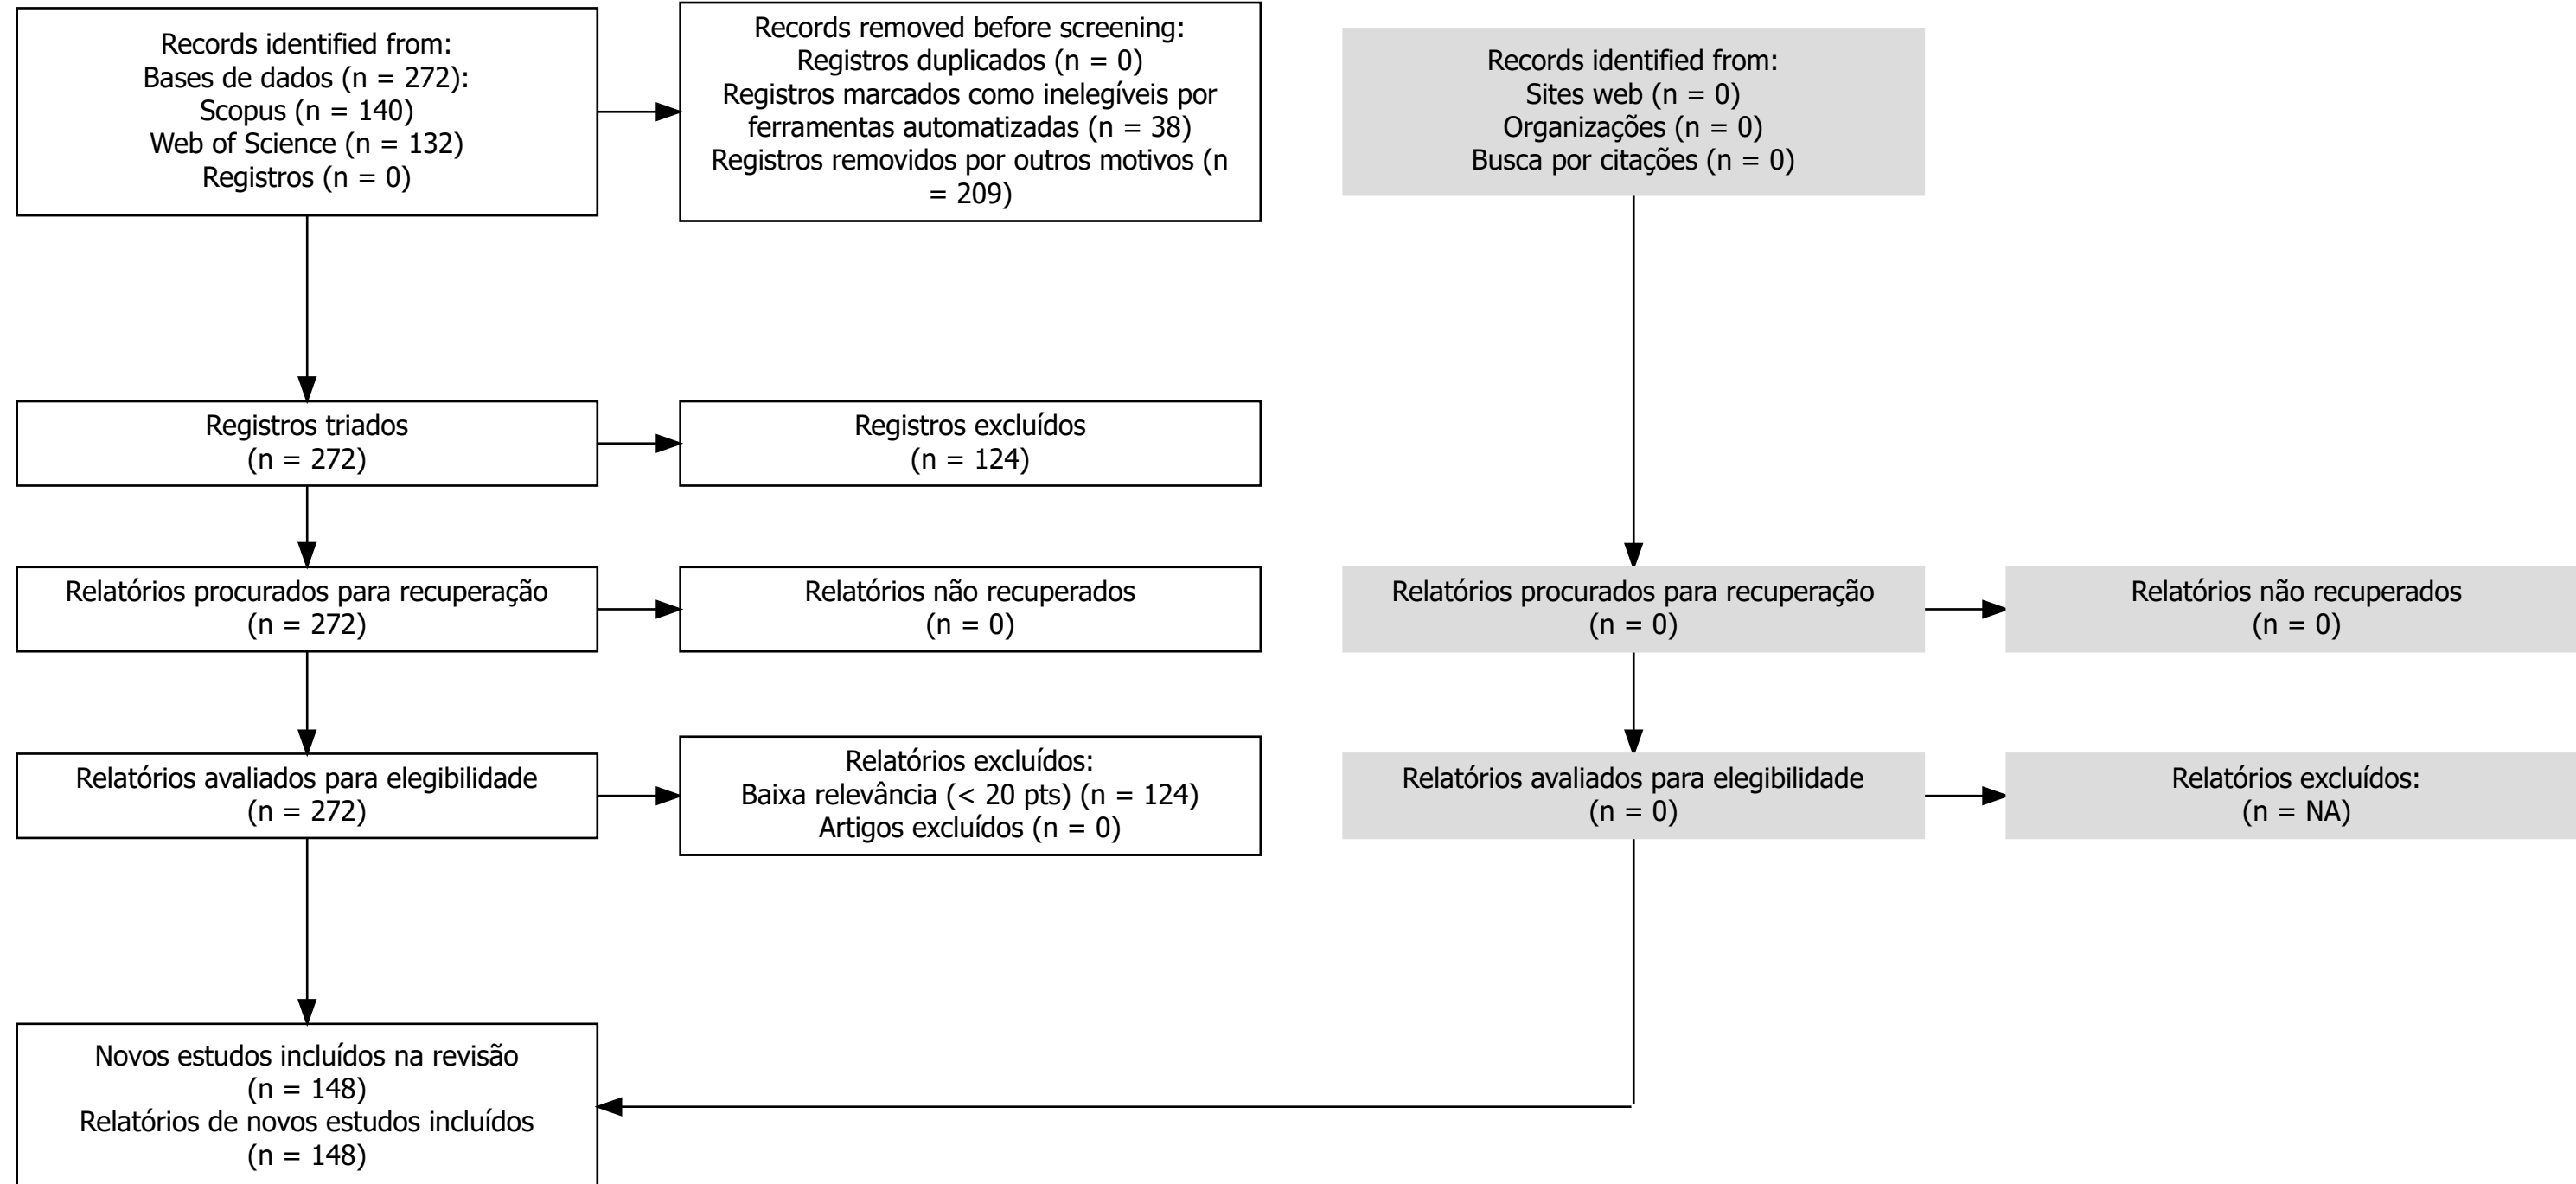 Records identified from:
Bases de dados (n = 272):
Scopus (n = 140)
Web of Science (n = 132)
Registros (n = 0)
Records removed before screening:
Registros duplicados (n = 0)
Registros marcados como inelegíveis por
ferramentas automatizadas (n = 38)
Registros removidos por outros motivos (n
= 209)
Records identified from:
Sites web (n = 0)
Organizações (n = 0)
Busca por citações (n = 0)
Registros triados
(n = 272)
Registros excluídos
(n = 124)
Relatórios procurados para recuperação
(n = 272)
Relatórios não recuperados
(n = 0)
Relatórios procurados para recuperação
(n = 0)
Relatórios não recuperados
(n = 0)
Relatórios avaliados para elegibilidade
(n = 272)
Relatórios excluídos:
Baixa relevância (< 20 pts) (n = 124)
Artigos excluídos (n = 0)
Relatórios avaliados para elegibilidade
(n = 0)
Relatórios excluídos:
(n = NA)
Novos estudos incluídos na revisão
(n = 148)
Relatórios de novos estudos incluídos
(n = 148)